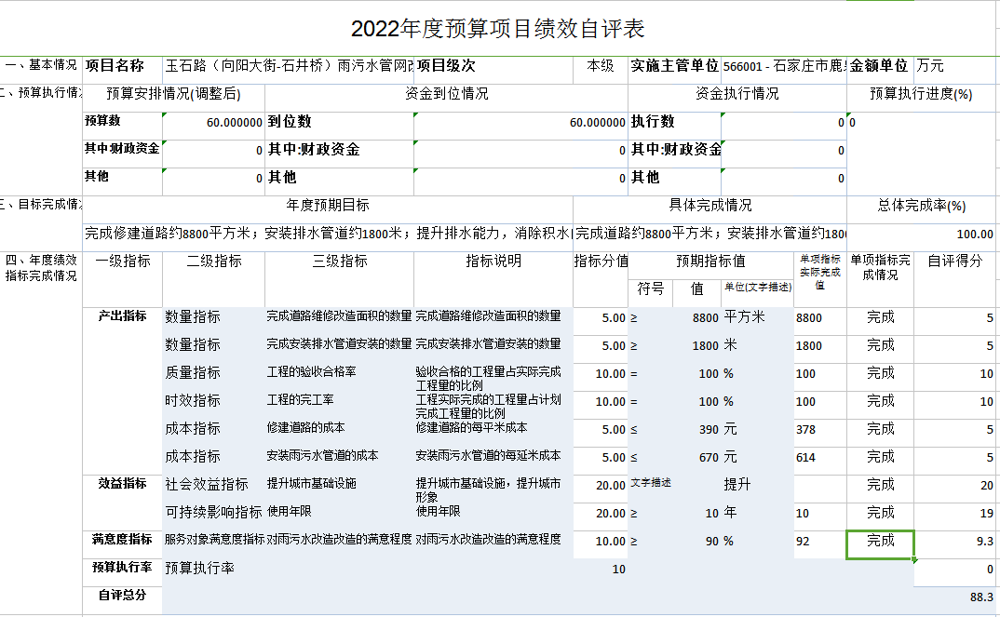 2022年度预算项目绩效自评表
一、基本情况 项目名称 玉石路（向阳大街-石井桥）雨污水管网改 项目级次 本级 实施主管单位 566001 - 石家庄市鹿 金额单位 万元
二、预算执行情 预算安排情况(调整后) 资金到位情况 资金执行情况 预算执行进度(%)
预算数 60.000000 到位数 60.000000 执行数 0 0
其中:财政资金 0 其中:财政资金 0 其中:财政资金 0
其他 0 其他 0 其他 0
三、目标完成情 年度预期目标 具体完成情况 总体完成率(%)
完成修建道路约8800平方米；安装排水管道约1800米；提升排水能力，消除积水 完成道路约8800平方米；安装排水管道约180 100.00
四、年度绩效指标完成情况 一级指标 二级指标 三级指标 指标说明 指标分值 预期指标值 单项指标实际完成值 单项指标完成情况 自评得分
符号 值 单位(文字描述)
产出指标 数量指标 完成道路维修改造面积的数量 完成道路维修改造面积的数量 5.00 ≥ 8800 平方米 8800 完成 5
数量指标 完成安装排水管道安装的数量 完成安装排水管道安装的数量 5.00 ≥ 1800 米 1800 完成 5
质量指标 工程的验收合格率 验收合格的工程量占实际完成工程量的比例 10.00 = 100 % 100 完成 10
时效指标 工程的完工率 工程实际完成的工程量占计划完成工程量的比例 10.00 = 100 % 100 完成 10
成本指标 修建道路的成本 修建道路的每平米成本 5.00 ≤ 390 元 378 完成 5
成本指标 安装雨污水管道的成本 安装雨污水管道的每延米成本 5.00 ≤ 670 元 614 完成 5
效益指标 社会效益指标 提升城市基础设施 提升城市基础设施，提升城市形象 20.00 文字描述 提升 完成 20
可持续影响指标 使用年限 使用年限 20.00 ≥ 10 年 10 完成 19
满意度指标 服务对象满意度指标 对雨污水改造改造的满意程度 对雨污水改造改造的满意程度 10.00 ≥ 90 % 92 完成 9.3
预算执行率 预算执行率 10 0
自评总分 88.3